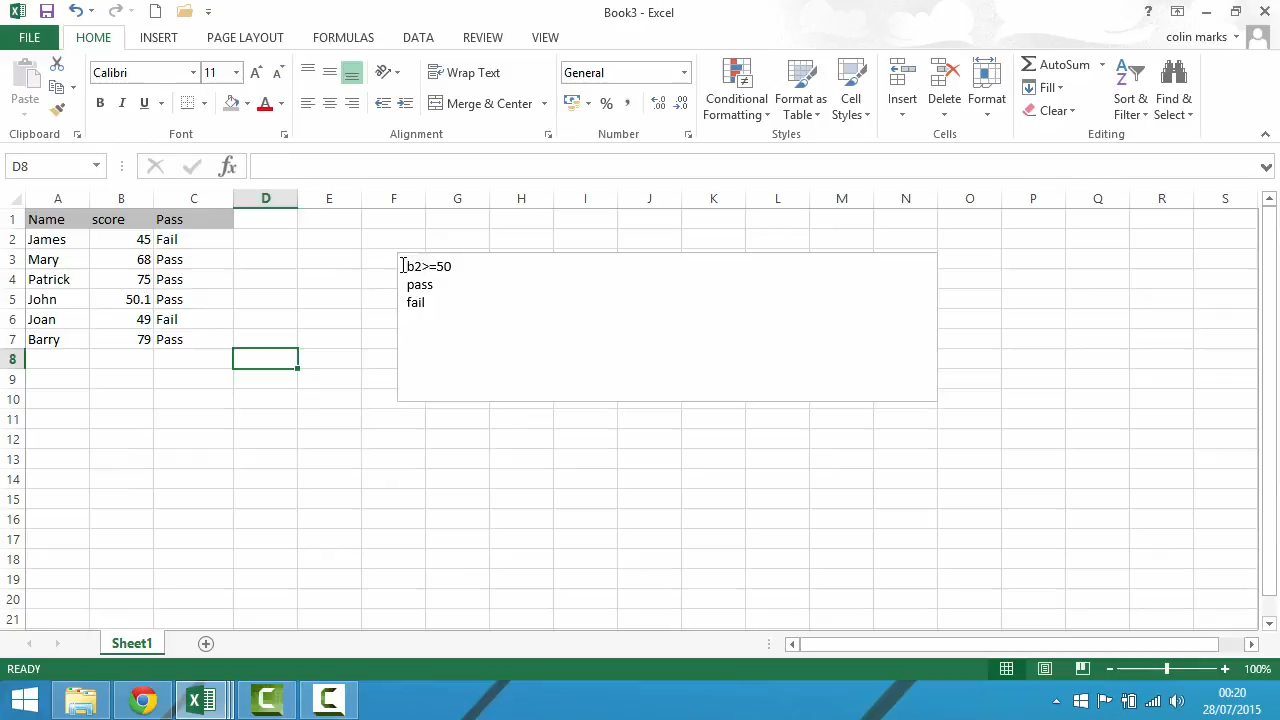 Book3 - Excel
FILE HOME INSERT PAGE LAYOUT FORMULAS DATA REVIEW VIEW colin marks
Paste Calibri 11 Wrap Text General Conditional Formatting Format as Table Cell Styles Insert Delete Format AutoSum Sort & Filter Find & Select
B I U A Merge & Center % , Fill
Clear
Clipboard Font Alignment Number Styles Cells Editing
D8 fx
A B C D E F G H I J K L M N O P Q R S
1 Name score Pass
2 James 45 Fail
3 Mary 68 Pass
4 Patrick 75 Pass
5 John 50.1 Pass
6 Joan 49 Fail
7 Barry 79 Pass
8
9
10
11
12
13
14
15
16
17
18
19
20
21
b2>=50
pass
fail
Sheet1
READY 100%
00:20
28/07/2015